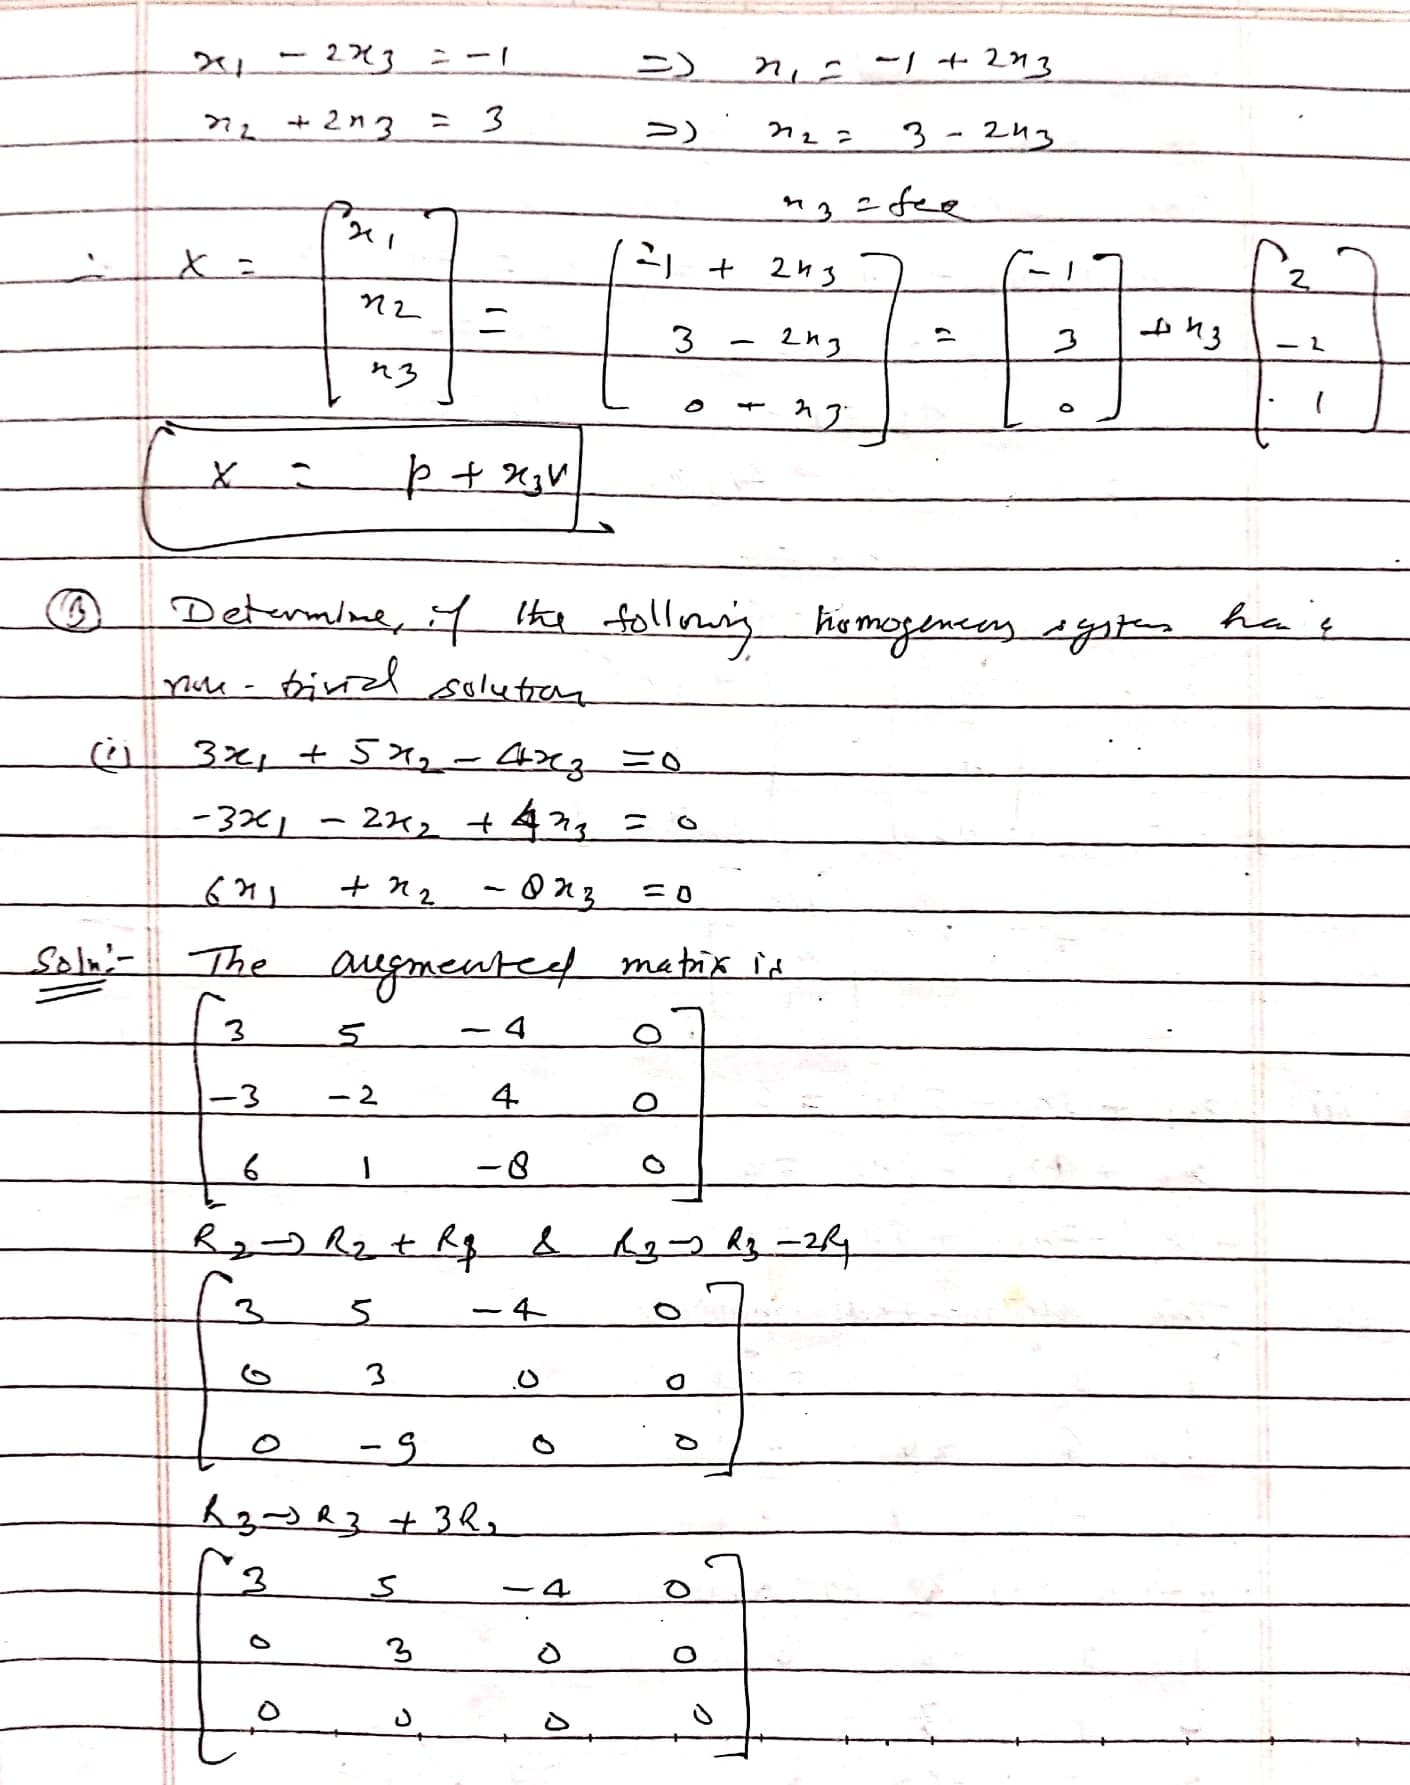 x₁ - 2x₃ = -1 => x₁ = -1 + 2x₃
x₂ + 2x₃ = 3 => x₂ = 3 - 2x₃
x₃ = free
∴ X = [x₁ x₂ x₃] = [-1 + 2x₃ 3 - 2x₃ 0 + x₃] = [-1 3 0] + x₃ [2 -2 1]
X = p + x₃v
③ Determine, if the following homogeneous system has
non-trivial solution
(i) 3x₁ + 5x₂ - 4x₃ = 0
-3x₁ - 2x₂ + 4x₃ = 0
6x₁ + x₂ - 8x₃ = 0
Soln:- The augmented matrix is
3 5 -4 0
-3 -2 4 0
6 1 -8 0
R₂→R₂ + R₁ & R₃→R₃ - 2R₁
3 5 -4 0
0 3 0 0
0 -9 0 0
R₃→R₃ + 3R₂
3 5 -4 0
0 3 0 0
0 0 0 0